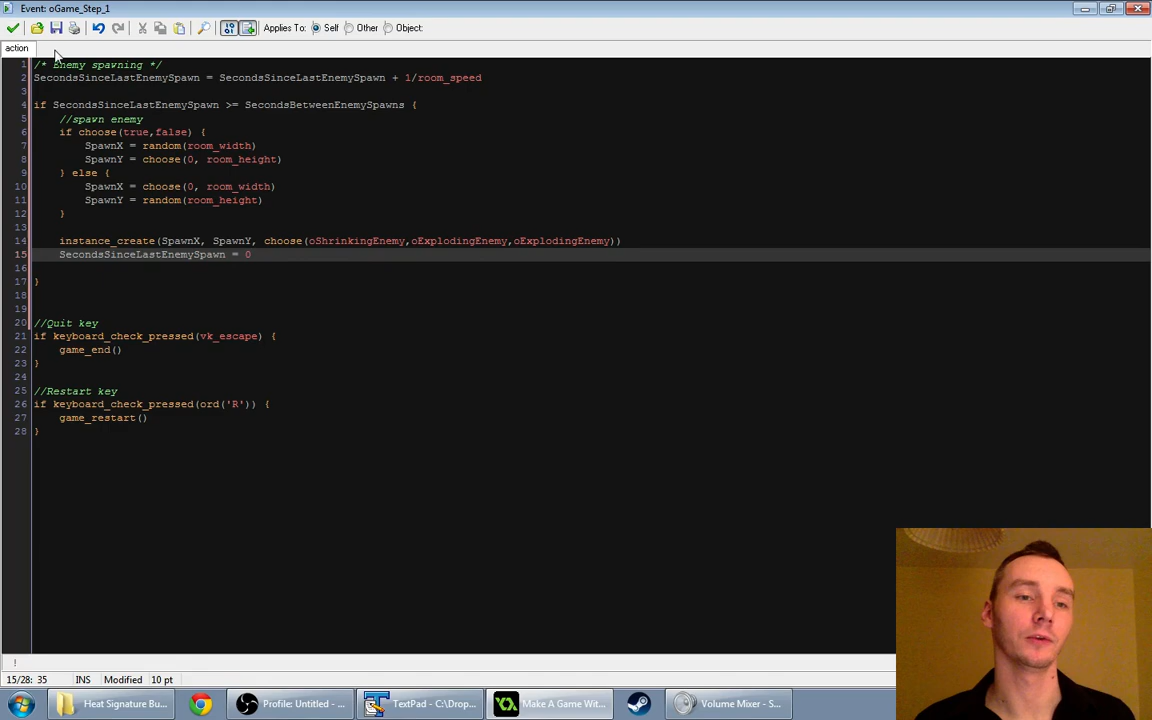 Event: oGame_Step_1
Applies To: Self Other Object:
action
1 /* Enemy spawning */
2 SecondsSinceLastEnemySpawn = SecondsSinceLastEnemySpawn + 1/room_speed
3
4 if SecondsSinceLastEnemySpawn >= SecondsBetweenEnemySpawns {
5 //spawn enemy
6 if choose(true,false) {
7 SpawnX = random(room_width)
8 SpawnY = choose(0, room_height)
9 } else {
10 SpawnX = choose(0, room_width)
11 SpawnY = random(room_height)
12 }
13
14 instance_create(SpawnX, SpawnY, choose(oShrinkingEnemy,oExplodingEnemy,oExplodingEnemy))
15 SecondsSinceLastEnemySpawn = 0
16
17 }
18
19
20 //Quit key
21 if keyboard_check_pressed(vk_escape) {
22 game_end()
23 }
24
25 //Restart key
26 if keyboard_check_pressed(ord('R')) {
27 game_restart()
28 }
!
15/28: 35 INS Modified 10 pt
Heat Signature Bu... Profile: Untitled - ... TextPad - C:\Drop... Make A Game Wit... Volume Mixer - S...